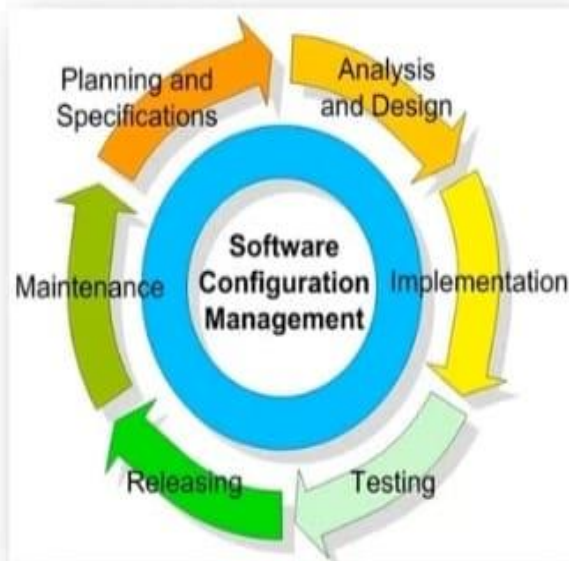 Planning and
Specifications
Analysis
and Design
Implementation
Testing
Releasing
Maintenance
Software
Configuration
Management